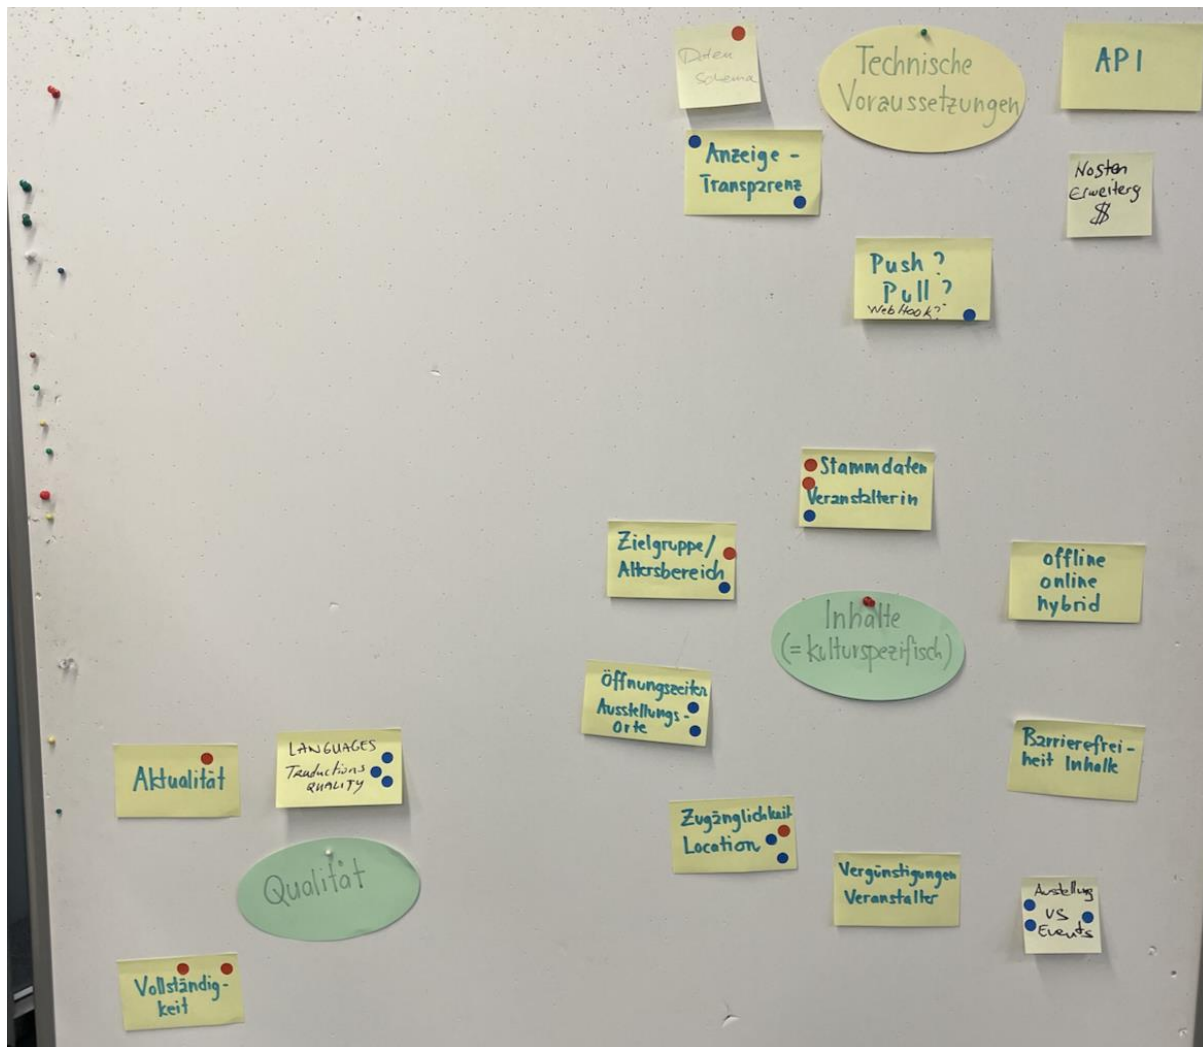 Daten
Schema
Technische
Voraussetzungen
API
Anzeige -
Transparenz
Kosten
Erweiterg
$
Push ?
Pull ?
WebHook?
Stammdaten
Veranstalterin
Zielgruppe/
Altersbereich
offline
online
hybrid
Inhalte
(= kulturspezifisch)
Öffnungszeiten
Ausstellungs-
Orte
Barrierefrei-
heit Inhalte
Zugänglichkeit
Location
Vergünstigungen
Veranstalter
Austellug
VS
Events
Aktualität
LANGUAGES
Traductions
QUALITY
Qualität
Vollständig-
keit